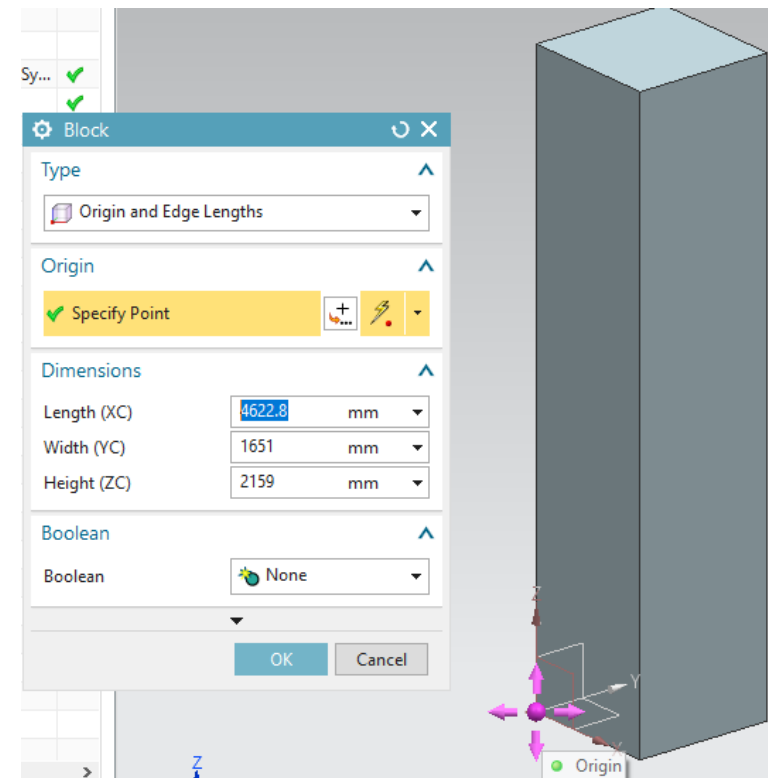 Sy...
Block
Type
Origin and Edge Lengths
Origin
Specify Point
Dimensions
Length (XC) 4622.8 mm
Width (YC) 1651 mm
Height (ZC) 2159 mm
Boolean
Boolean None
OK Cancel
Z
Y
X
Origin
Z